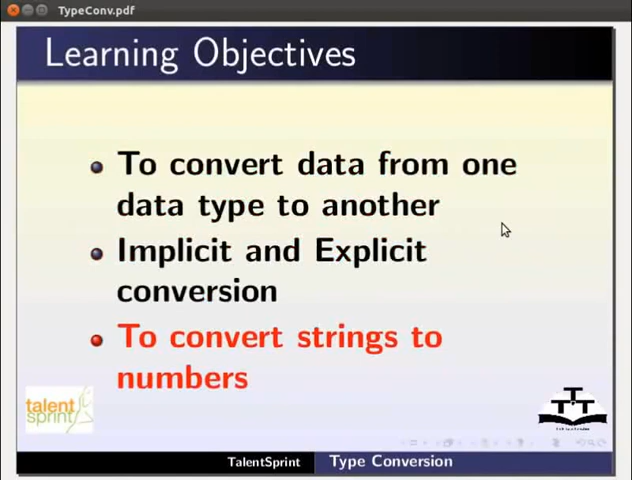 TypeConv.pdf
Learning Objectives
To convert data from one
data type to another
Implicit and Explicit
conversion
To convert strings to
numbers
talent
sprint
TTT
TalentSprint
Type Conversion